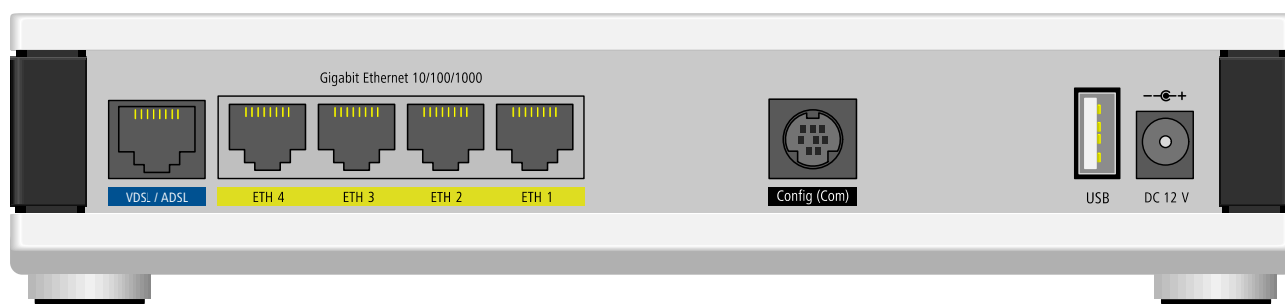 Gigabit Ethernet 10/100/1000
VDSL / ADSL
ETH 4
ETH 3
ETH 2
ETH 1
Config (Com)
USB
DC 12 V